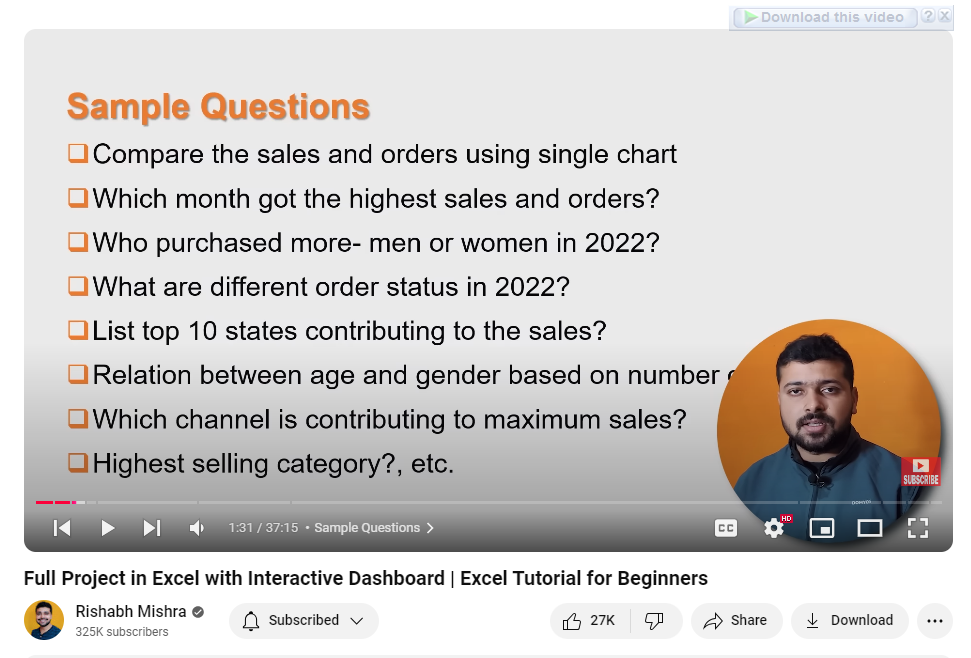 Download this video ? X
Sample Questions
Compare the sales and orders using single chart
Which month got the highest sales and orders?
Who purchased more- men or women in 2022?
What are different order status in 2022?
List top 10 states contributing to the sales?
Relation between age and gender based on number
Which channel is contributing to maximum sales?
Highest selling category?, etc.
SUBSCRIBE
1:31 / 37:15 • Sample Questions
CC
HD
Full Project in Excel with Interactive Dashboard | Excel Tutorial for Beginners
Rishabh Mishra
325K subscribers
Subscribed
27K
Share
Download